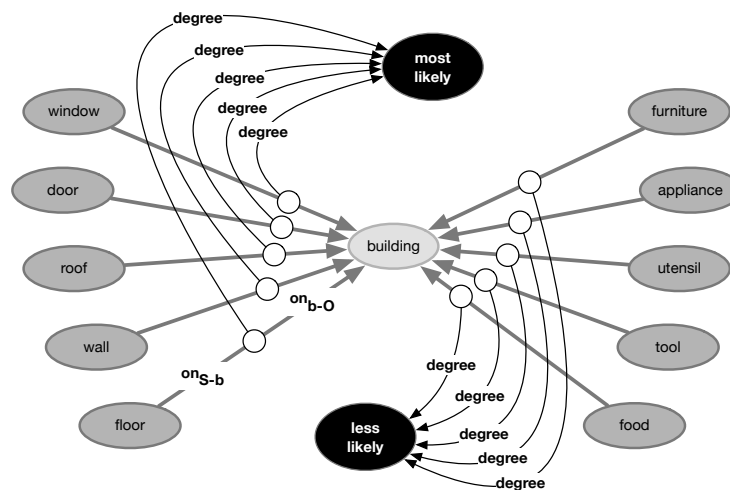 degree
most
likely
degree
degree
degree
degree
window
furniture
door
appliance
building
roof
utensil
on b-O
wall
tool
on S-b
degree
degree
floor
food
less
likely
degree
degree
degree